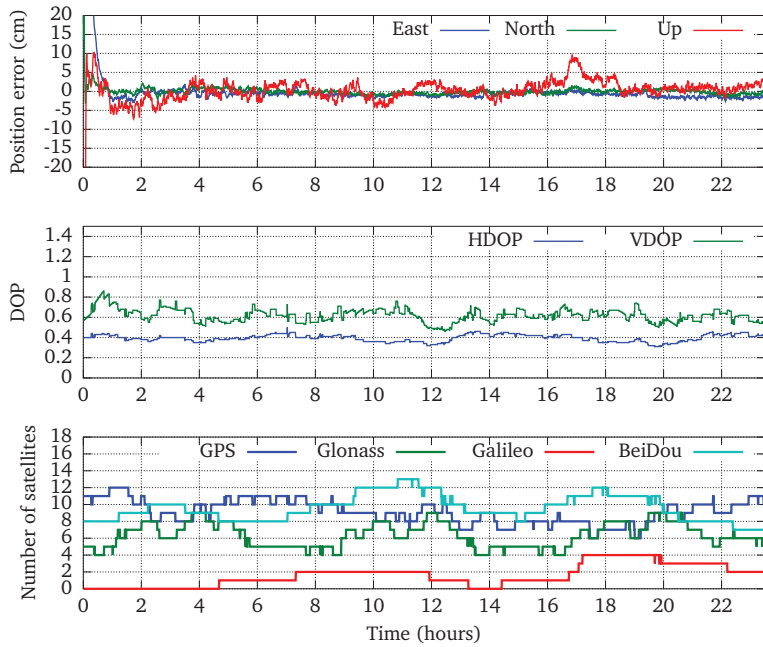 Position error (cm)
20
15
10
5
0
-5
-10
-15
-20
East North Up
0 2 4 6 8 10 12 14 16 18 20 22
DOP
1.4
1.2
1
0.8
0.6
0.4
0.2
0
HDOP VDOP
0 2 4 6 8 10 12 14 16 18 20 22
Number of satellites
18
16
14
12
10
8
6
4
2
0
GPS Glonass Galileo BeiDou
0 2 4 6 8 10 12 14 16 18 20 22
Time (hours)